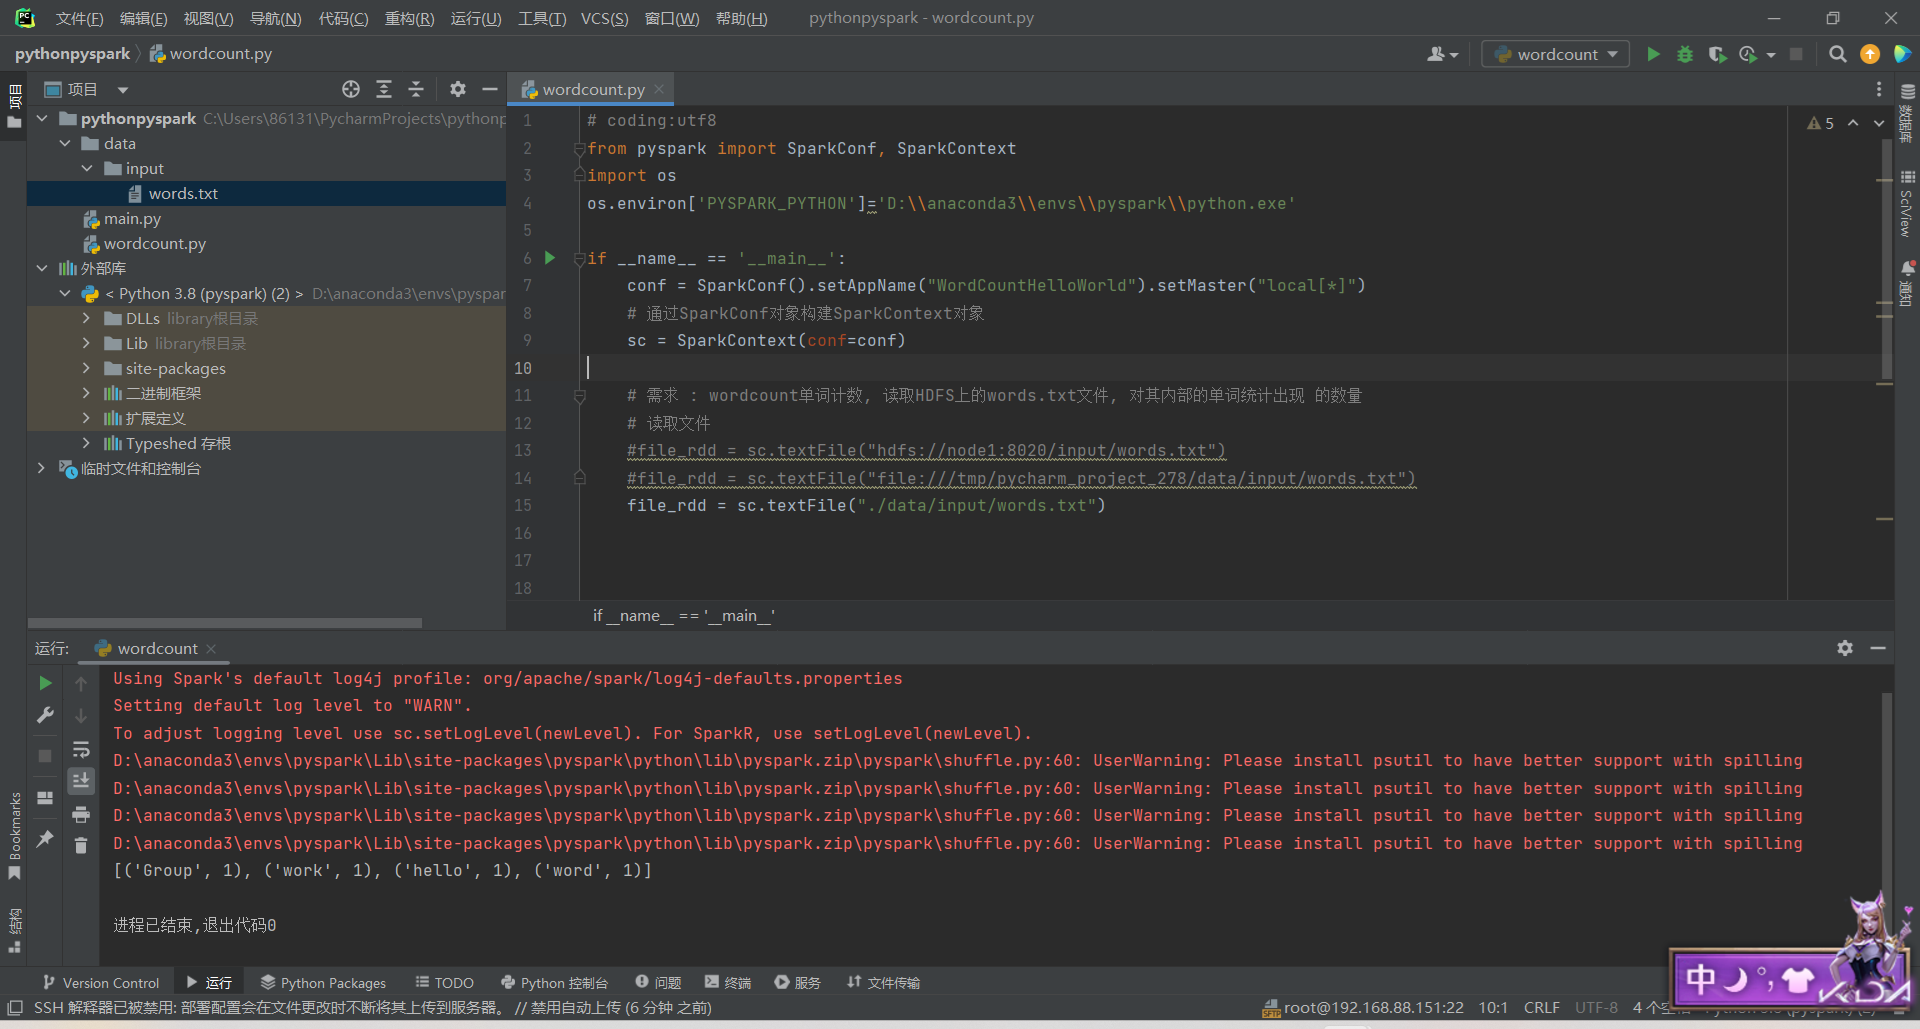 文件(F) 编辑(E) 视图(V) 导航(N) 代码(C) 重构(R) 运行(U) 工具(T) VCS(S) 窗口(W) 帮助(H) pythonpyspark - wordcount.py
pythonpyspark wordcount.py
wordcount
项目
项目
wordcount.py
pythonpyspark C:\Users\86131\PycharmProjects\pythonp
data
input
words.txt
main.py
wordcount.py
外部库
< Python 3.8 (pyspark) (2) > D:\anaconda3\envs\pyspar
DLLs library根目录
Lib library根目录
site-packages
二进制框架
扩展定义
Typeshed 存根
临时文件和控制台
1 # coding:utf8
2 from pyspark import SparkConf, SparkContext
3 import os
4 os.environ['PYSPARK_PYTHON']='D:\\anaconda3\\envs\\pyspark\\python.exe'
5
6 if __name__ == '__main__':
7 conf = SparkConf().setAppName("WordCountHelloWorld").setMaster("local[*]")
8 # 通过SparkConf对象构建SparkContext对象
9 sc = SparkContext(conf=conf)
10
11 # 需求 : wordcount单词计数, 读取HDFS上的words.txt文件, 对其内部的单词统计出现 的数量
12 # 读取文件
13 #file_rdd = sc.textFile("hdfs://node1:8020/input/words.txt")
14 #file_rdd = sc.textFile("file:///tmp/pycharm_project_278/data/input/words.txt")
15 file_rdd = sc.textFile("./data/input/words.txt")
16
17
18
5
if __name__ == '__main__'
数据库
SciView
通知
运行: wordcount
Using Spark's default log4j profile: org/apache/spark/log4j-defaults.properties
Setting default log level to "WARN".
To adjust logging level use sc.setLogLevel(newLevel). For SparkR, use setLogLevel(newLevel).
D:\anaconda3\envs\pyspark\Lib\site-packages\pyspark\python\lib\pyspark.zip\pyspark\shuffle.py:60: UserWarning: Please install psutil to have better support with spilling
D:\anaconda3\envs\pyspark\Lib\site-packages\pyspark\python\lib\pyspark.zip\pyspark\shuffle.py:60: UserWarning: Please install psutil to have better support with spilling
D:\anaconda3\envs\pyspark\Lib\site-packages\pyspark\python\lib\pyspark.zip\pyspark\shuffle.py:60: UserWarning: Please install psutil to have better support with spilling
D:\anaconda3\envs\pyspark\Lib\site-packages\pyspark\python\lib\pyspark.zip\pyspark\shuffle.py:60: UserWarning: Please install psutil to have better support with spilling
[('Group', 1), ('work', 1), ('hello', 1), ('word', 1)]
进程已结束,退出代码0
Bookmarks
结构
Version Control 运行 Python Packages TODO Python 控制台 问题 终端 服务 文件传输
SSH 解释器已被禁用: 部署配置会在文件更改时不断将其上传到服务器。 // 禁用自动上传 (6 分钟 之前)
root@192.168.88.151:22 10:1 CRLF UTF-8 4 个
中
K/DA